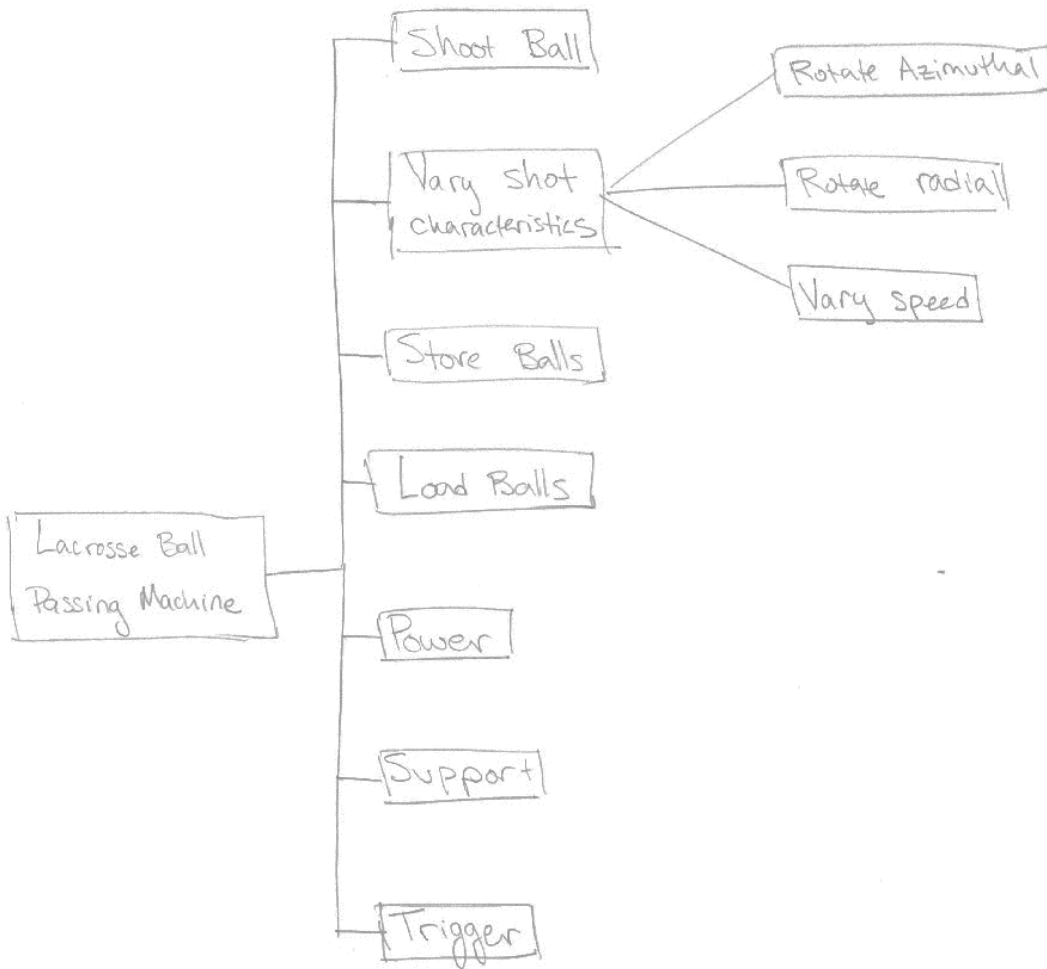 Shoot Ball
Rotate Azimuthal
Vary shot
characteristics
Rotate radial
Vary speed
Store Balls
Load Balls
Lacrosse Ball
Passing Machine
Power
Support
Trigger